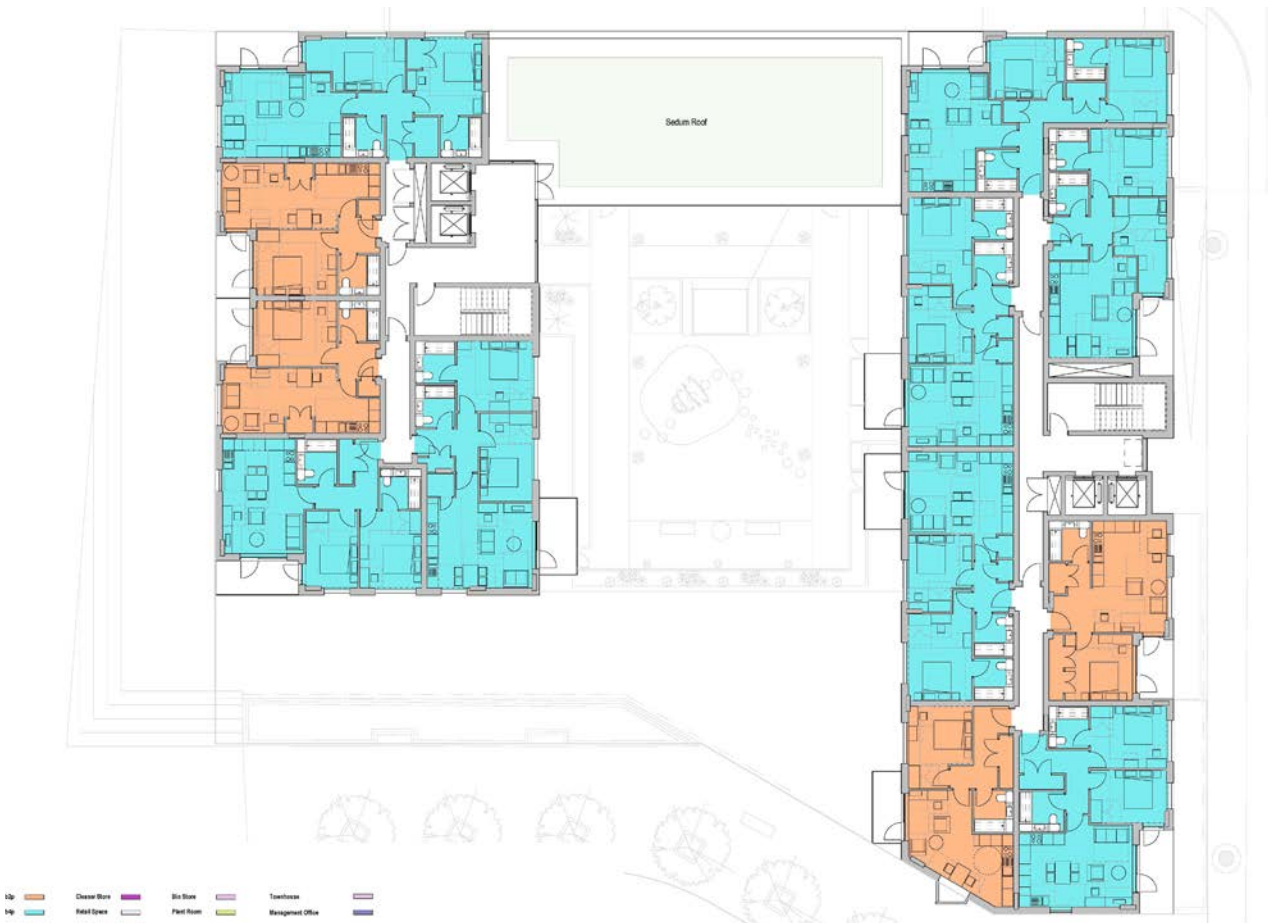 Sedum Roof
b2p Cleaner Store Bin Store Townhouse
b4p Retail Space Plant Room Management Office